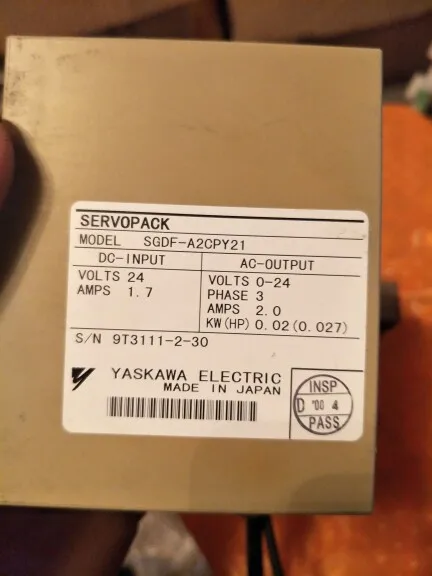 SERVOPACK
MODEL SGDF-A2CPY21
DC-INPUT
VOLTS 24
AMPS 1.7
AC-OUTPUT
VOLTS 0-24
PHASE 3
AMPS 2.0
KW(HP) 0.02(0.027)
S/N 9T3111-2-30
YASKAWA ELECTRIC
MADE IN JAPAN
INSP
D '00 4
PASS